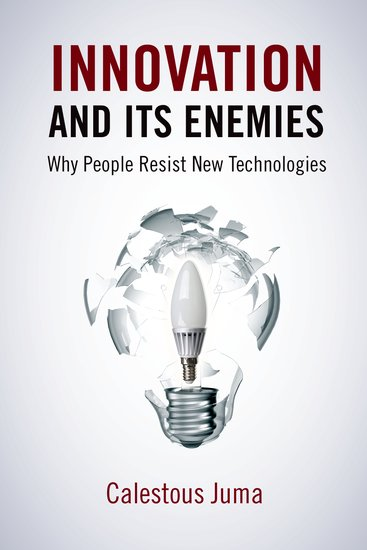 INNOVATION
AND ITS ENEMIES
Why People Resist New Technologies
Calestous Juma